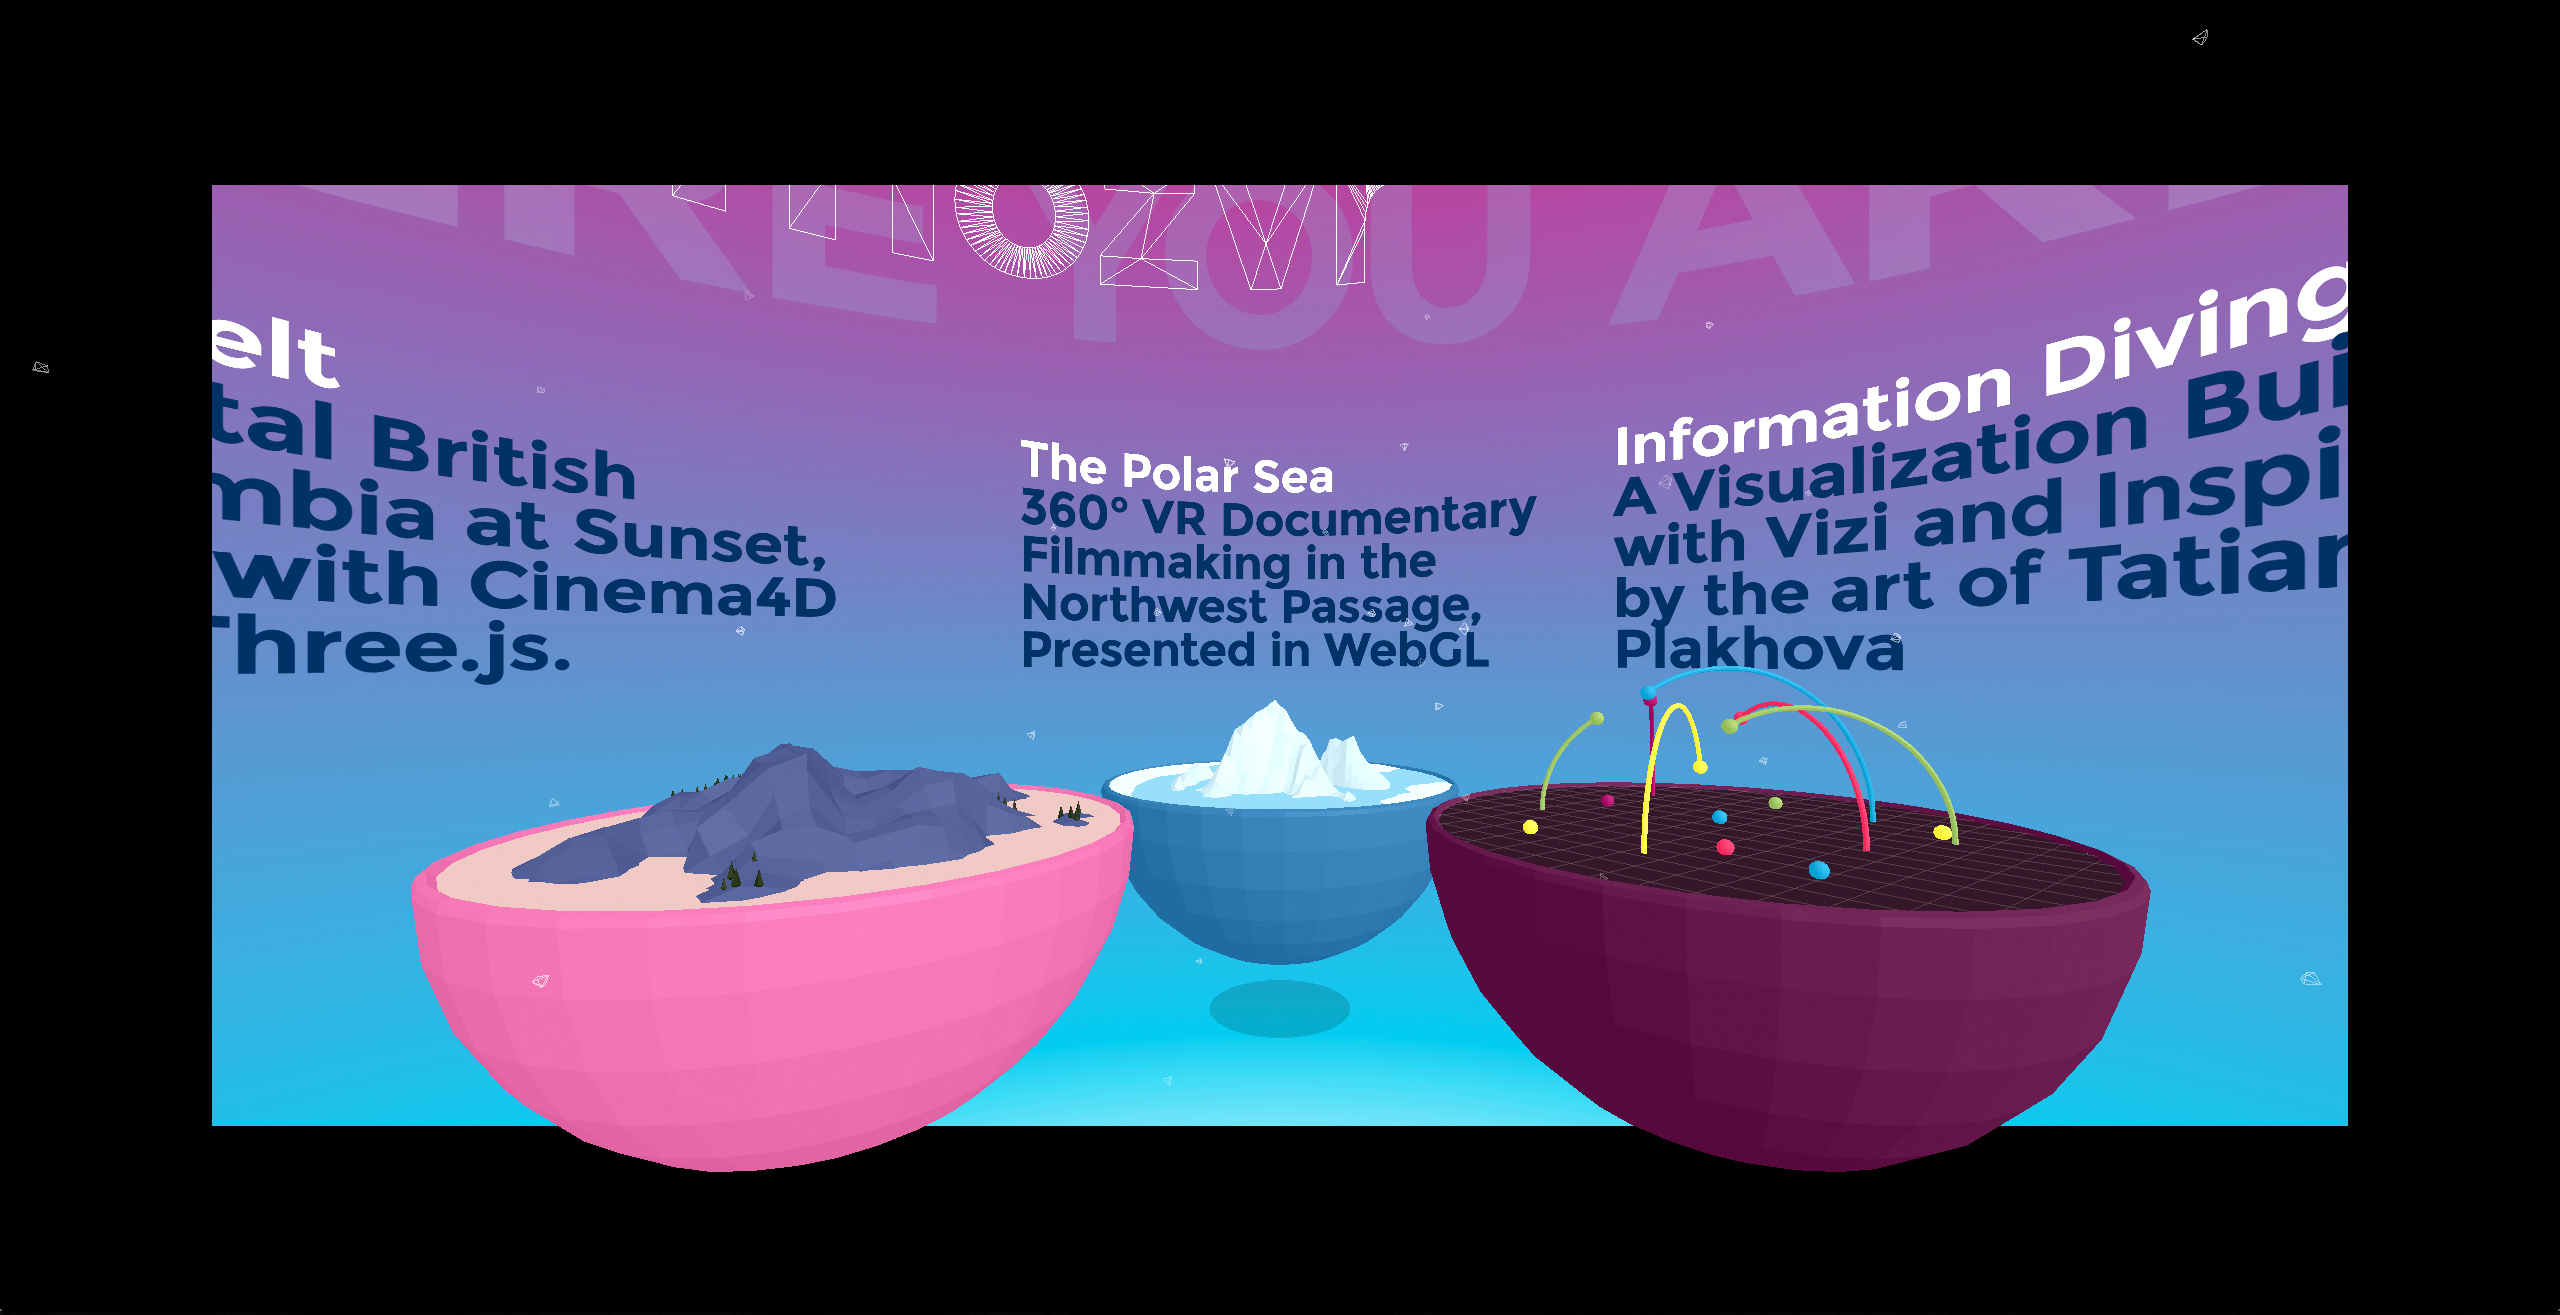 YOU
elt
tal British
mbia at Sunset,
with Cinema4D
Three.js.
The Polar Sea
360° VR Documentary
Filmmaking in the
Northwest Passage,
Presented in WebGL
Information Diving
A Visualization Bui
with Vizi and Inspi
by the art of Tatian
Plakhova